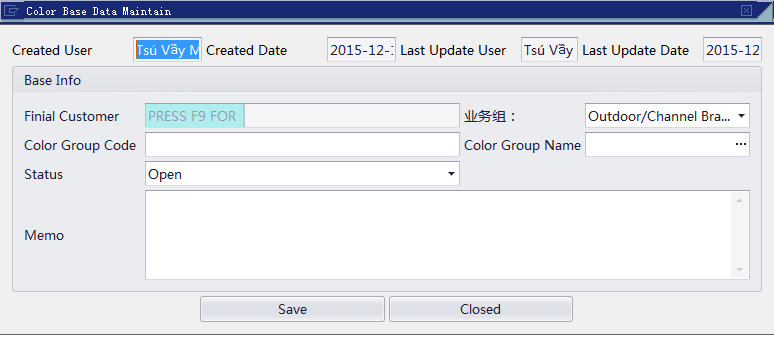 Color Base Data Maintain
Created User Tsú Vầy M Created Date 2015-12- Last Update User Tsú Vầy Last Update Date 2015-12
Base Info
Finial Customer PRESS F9 FOR 业务组： Outdoor/Channel Bra...
Color Group Code Color Group Name ...
Status Open
Memo
Save Closed